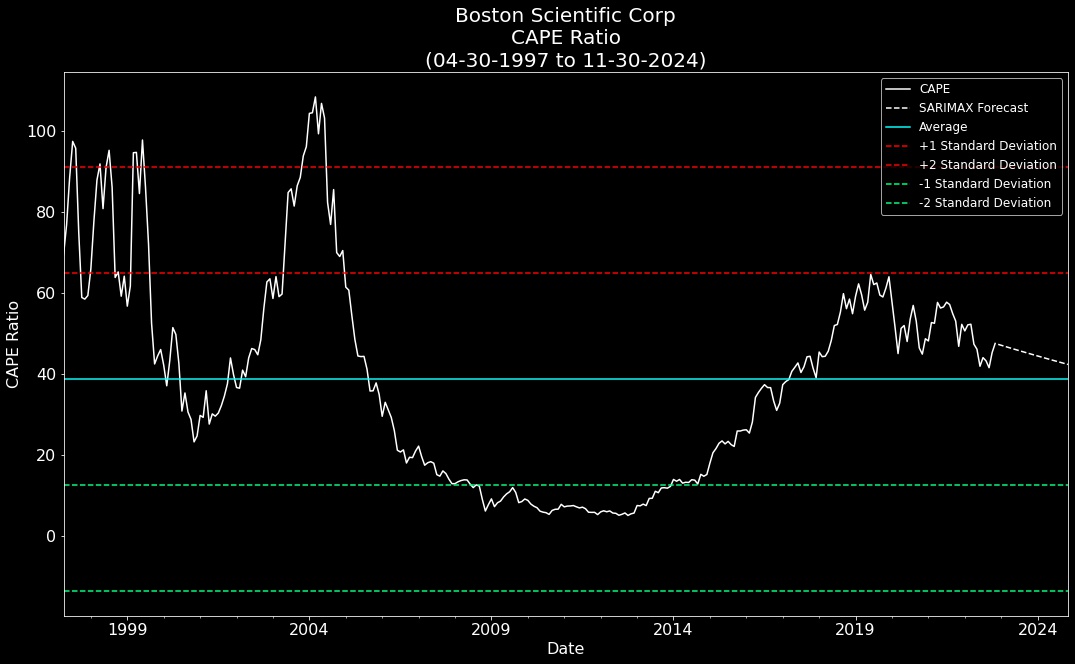 Boston Scientific Corp
CAPE Ratio
(04-30-1997 to 11-30-2024)
CAPE
SARIMAX Forecast
Average
+1 Standard Deviation
+2 Standard Deviation
-1 Standard Deviation
-2 Standard Deviation
100
80
60
40
20
0
CAPE Ratio
1999
2004
2009
2014
2019
2024
Date